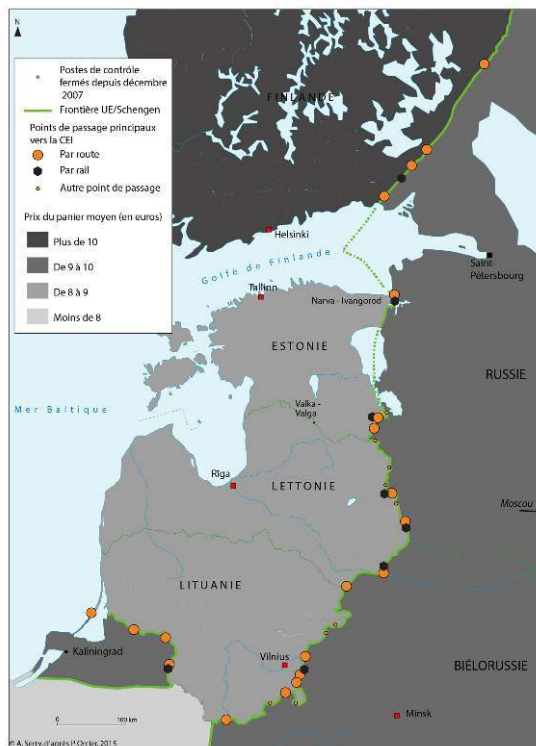 N
Postes de contrôle
fermés depuis décembre
2007
Frontière UE/Schengen
Points de passage principaux
vers la CEI
Par route
Par rail
Autre point de passage
Prix du panier moyen (en euros)
Plus de 10
De 9 à 10
De 8 à 9
Moins de 8
FINLANDE
Helsinki
Golfe de Finlande
Saint-
Pétersbourg
Tallinn
Narva - Ivangorod
ESTONIE
RUSSIE
Mer Baltique
Valka -
Valga
Rīga
LETTONIE
Moscou
LITUANIE
Kaliningrad
Vilnius
BIÉLORUSSIE
Minsk
0
100 km
© A. Serry, d'après P. Orcier, 2015